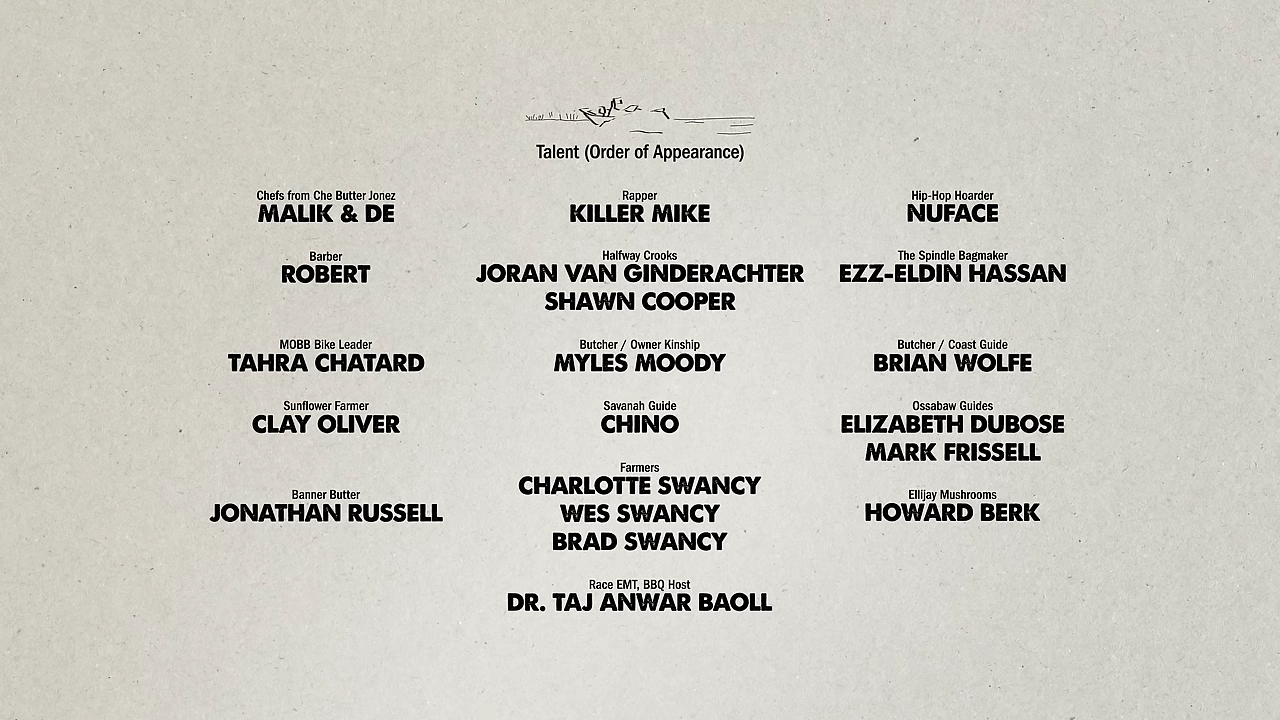 Talent (Order of Appearance)
Chefs from Che Butter Jonez
MALIK & DE
Rapper
KILLER MIKE
Hip-Hop Hoarder
NUFACE
Barber
ROBERT
Halfway Crooks
JORAN VAN GINDERACHTER
SHAWN COOPER
The Spindle Bagmaker
EZZ-ELDIN HASSAN
MOBB Bike Leader
TAHRA CHATARD
Butcher / Owner Kinship
MYLES MOODY
Butcher / Coast Guide
BRIAN WOLFE
Sunflower Farmer
CLAY OLIVER
Savanah Guide
CHINO
Ossabaw Guides
ELIZABETH DUBOSE
MARK FRISSELL
Banner Butter
JONATHAN RUSSELL
Farmers
CHARLOTTE SWANCY
WES SWANCY
BRAD SWANCY
Ellijay Mushrooms
HOWARD BERK
Race EMT, BBQ Host
DR. TAJ ANWAR BAOLL